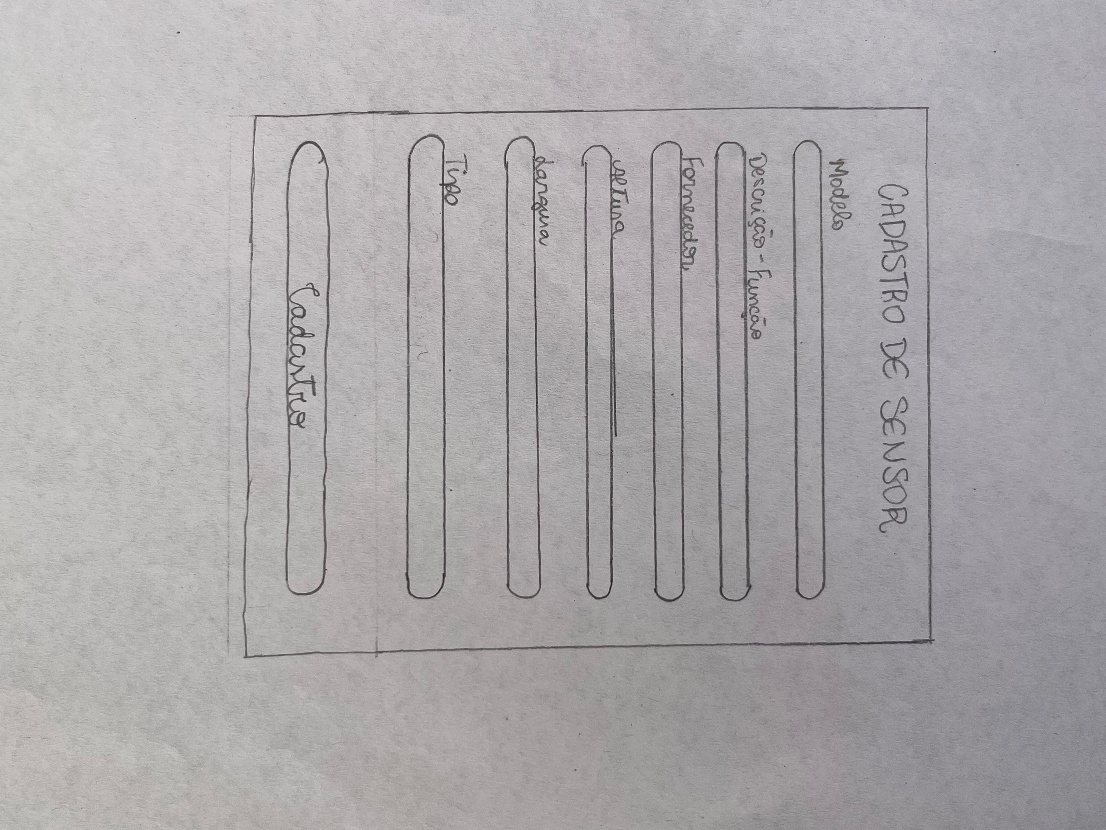 CADASTRO DE SENSOR
Modelo
Descrição - Função
Fornecedor
Altura
Largura
Tipo
Cadastro